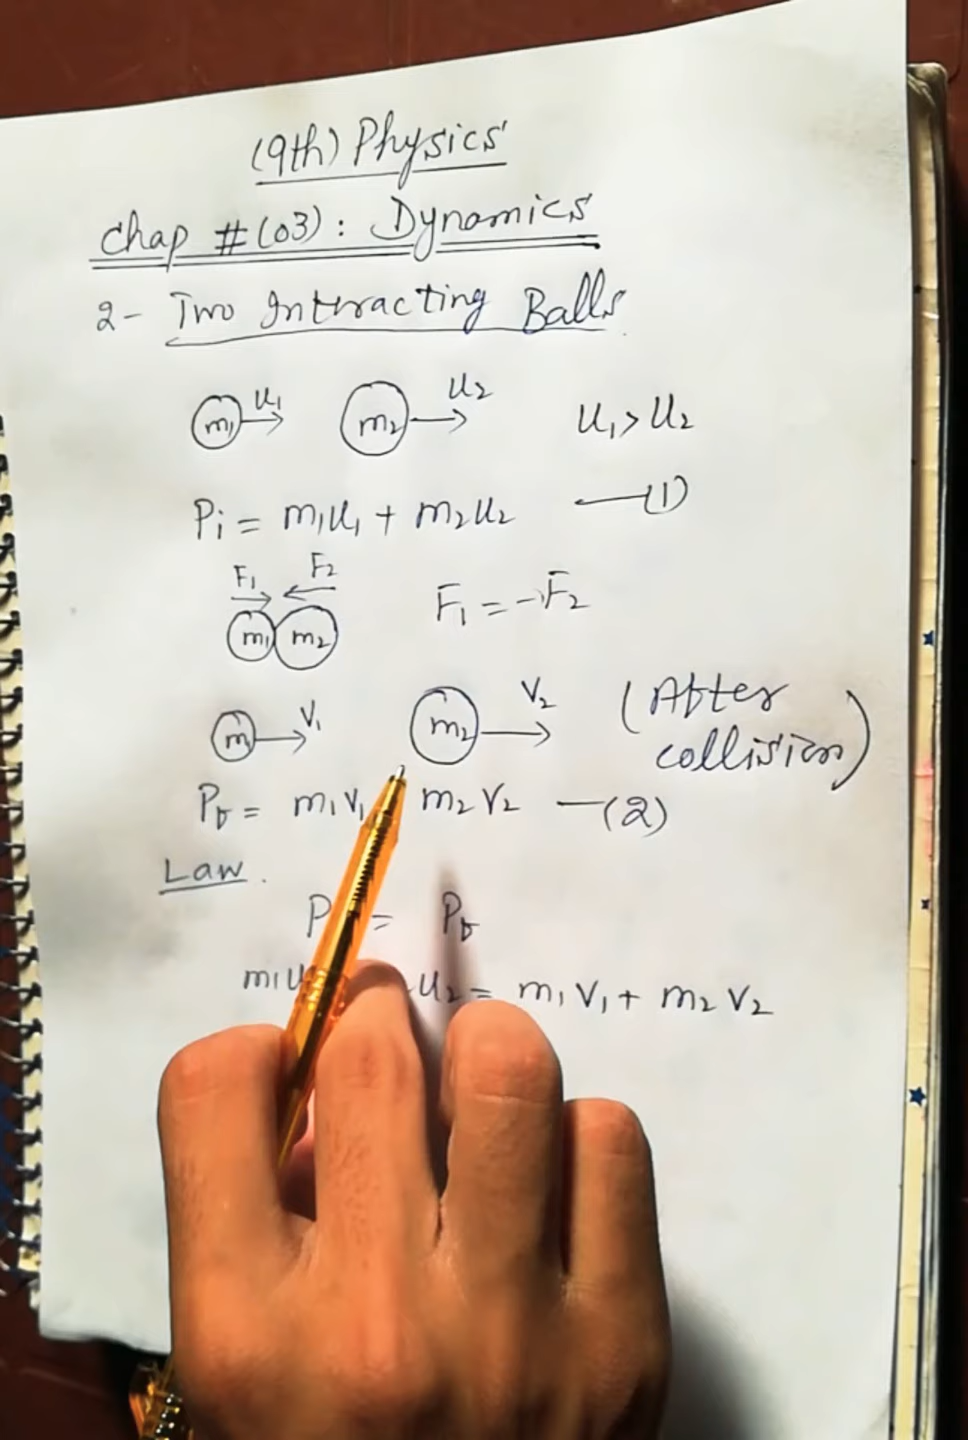 (9th) Physics
Chap # (03): Dynamics
2- Two Interacting Balls
m1 u1 m2 u2 u1 > u2
Pi = m1u1 + m2u2 —(1)
F1 F2
m1 m2 F1 = -F2
m1 V1 m2 V2 (After
collision)
Pf = m1V1 m2V2 —(2)
Law.
P = Pf
m1u u2 = m1V1 + m2V2